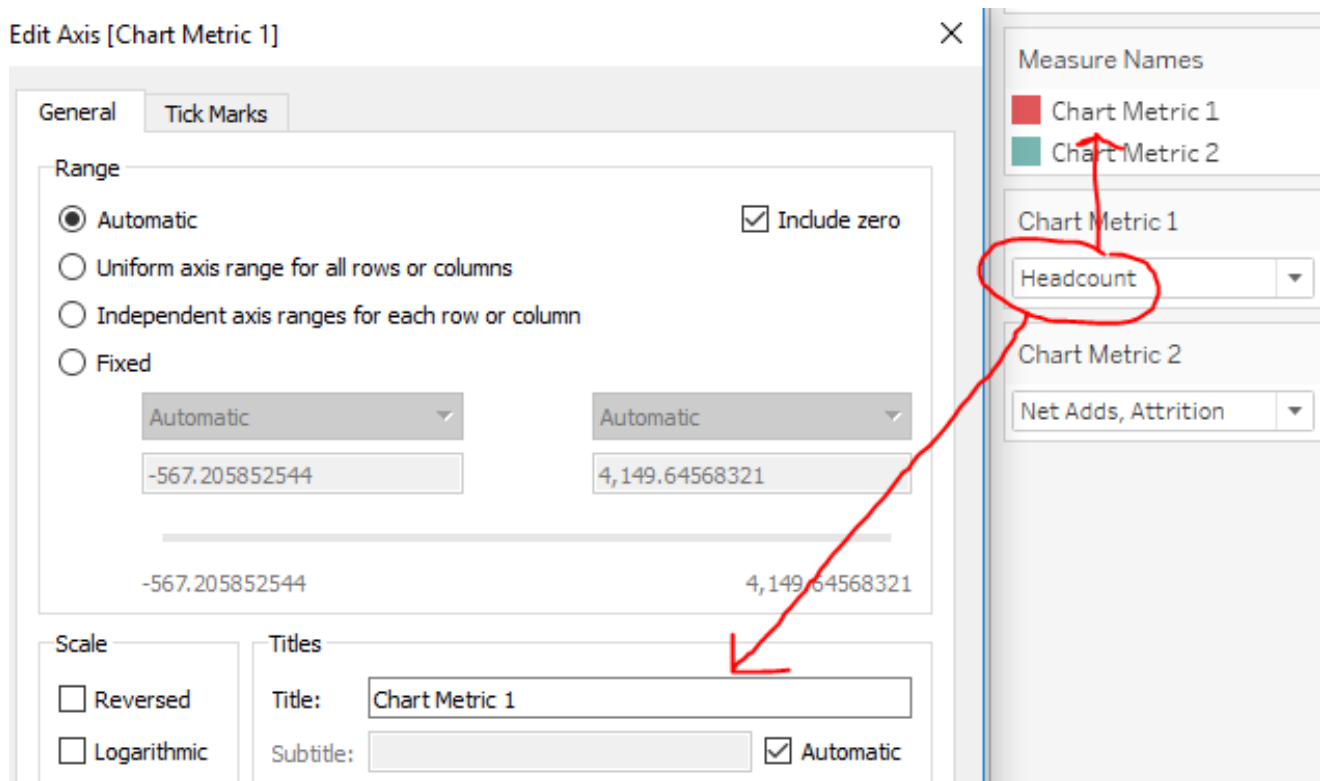 Edit Axis [Chart Metric 1]
General
Tick Marks
Range
Automatic
Include zero
Uniform axis range for all rows or columns
Independent axis ranges for each row or column
Fixed
Automatic
Automatic
-567.205852544
4,149.64568321
-567.205852544
4,149.64568321
Scale
Reversed
Logarithmic
Titles
Title:
Chart Metric 1
Subtitle:
Automatic
Measure Names
Chart Metric 1
Chart Metric 2
Chart Metric 1
Headcount
Chart Metric 2
Net Adds, Attrition